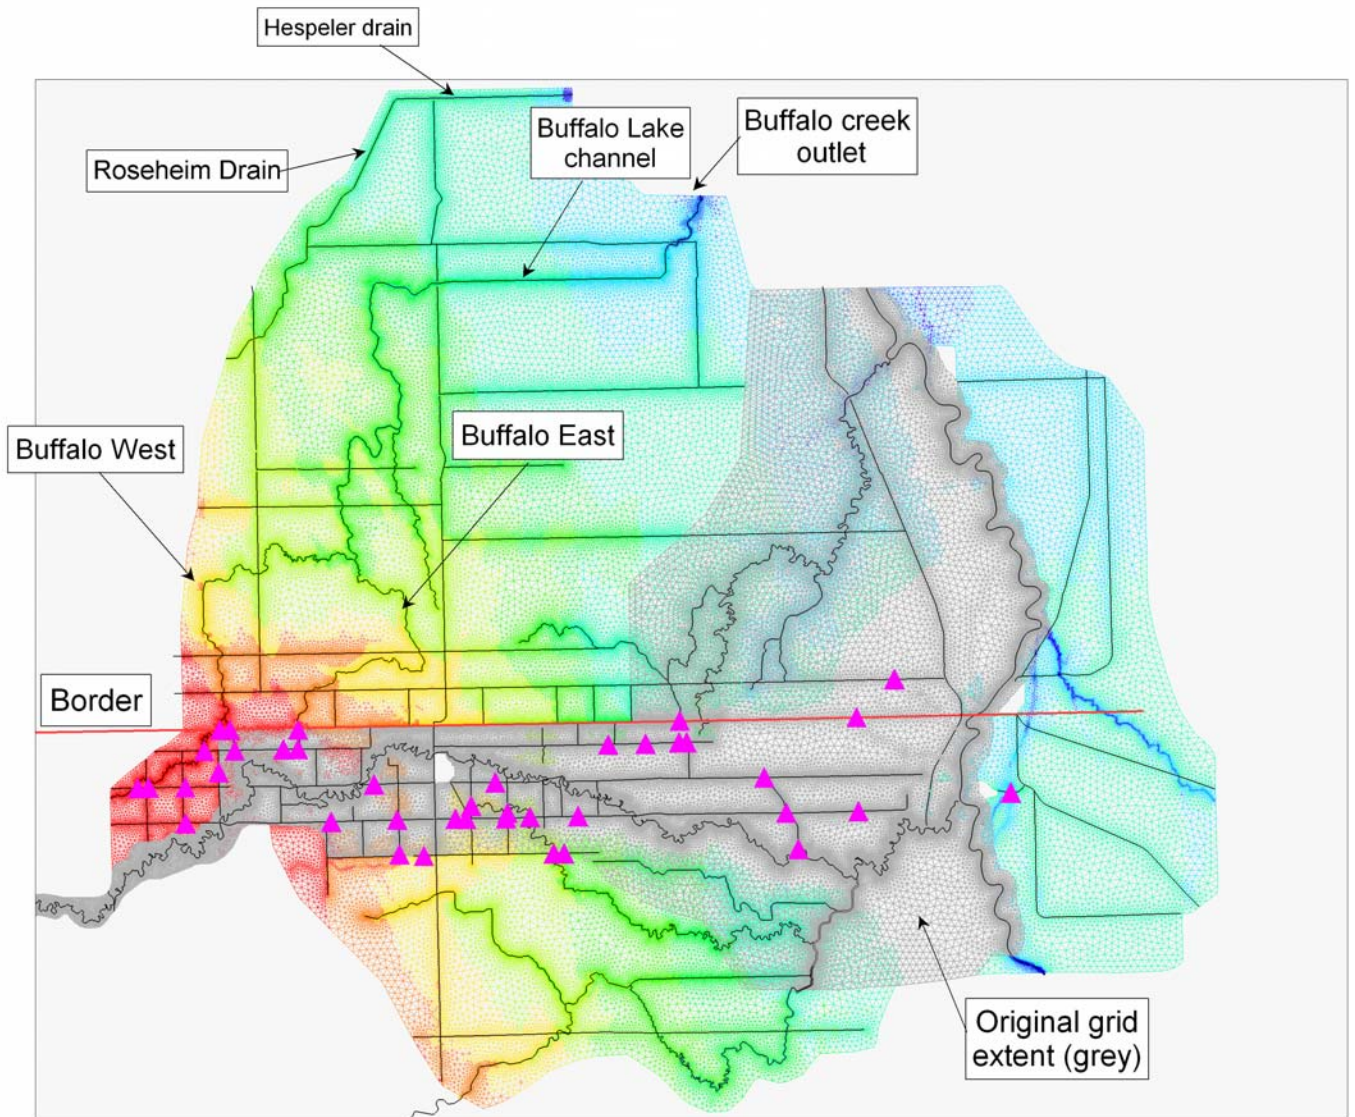 Hespeler drain
Buffalo Lake
channel
Buffalo creek
outlet
Roseheim Drain
Buffalo West
Buffalo East
Border
Original grid
extent (grey)